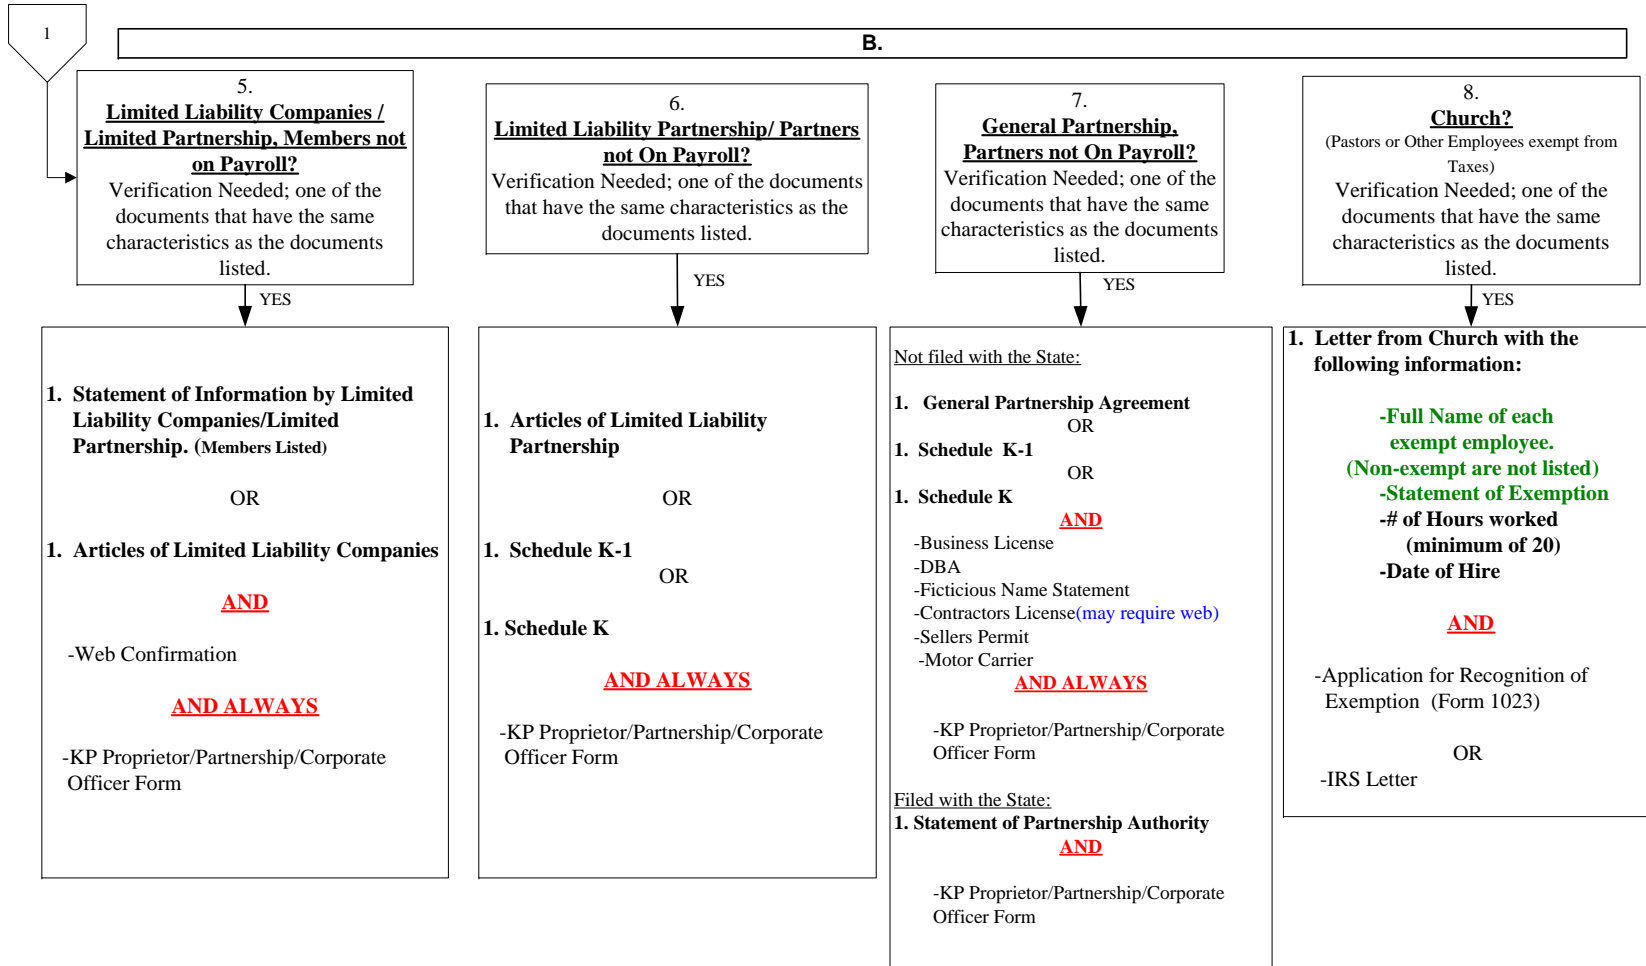 1
B.
5.
Limited Liability Companies /
Limited Partnership, Members not
on Payroll?
Verification Needed; one of the
documents that have the same
characteristics as the documents
listed.
YES
1. Statement of Information by Limited
Liability Companies/Limited
Partnership. (Members Listed)
OR
1. Articles of Limited Liability Companies
AND
-Web Confirmation
AND ALWAYS
-KP Proprietor/Partnership/Corporate
Officer Form
6.
Limited Liability Partnership/ Partners
not On Payroll?
Verification Needed; one of the documents
that have the same characteristics as the
documents listed.
YES
1. Articles of Limited Liability
Partnership
OR
1. Schedule K-1
OR
1. Schedule K
AND ALWAYS
-KP Proprietor/Partnership/Corporate
Officer Form
7.
General Partnership,
Partners not On Payroll?
Verification Needed; one of the
documents that have the same
characteristics as the documents
listed.
YES
Not filed with the State:
1. General Partnership Agreement
OR
1. Schedule K-1
OR
1. Schedule K
AND
-Business License
-DBA
-Ficticious Name Statement
-Contractors License(may require web)
-Sellers Permit
-Motor Carrier
AND ALWAYS
-KP Proprietor/Partnership/Corporate
Officer Form
Filed with the State:
1. Statement of Partnership Authority
AND
-KP Proprietor/Partnership/Corporate
Officer Form
8.
Church?
(Pastors or Other Employees exempt from
Taxes)
Verification Needed; one of the
documents that have the same
characteristics as the documents
listed.
YES
1. Letter from Church with the
following information:
-Full Name of each
exempt employee.
(Non-exempt are not listed)
-Statement of Exemption
-# of Hours worked
(minimum of 20)
-Date of Hire
AND
-Application for Recognition of
Exemption (Form 1023)
OR
-IRS Letter